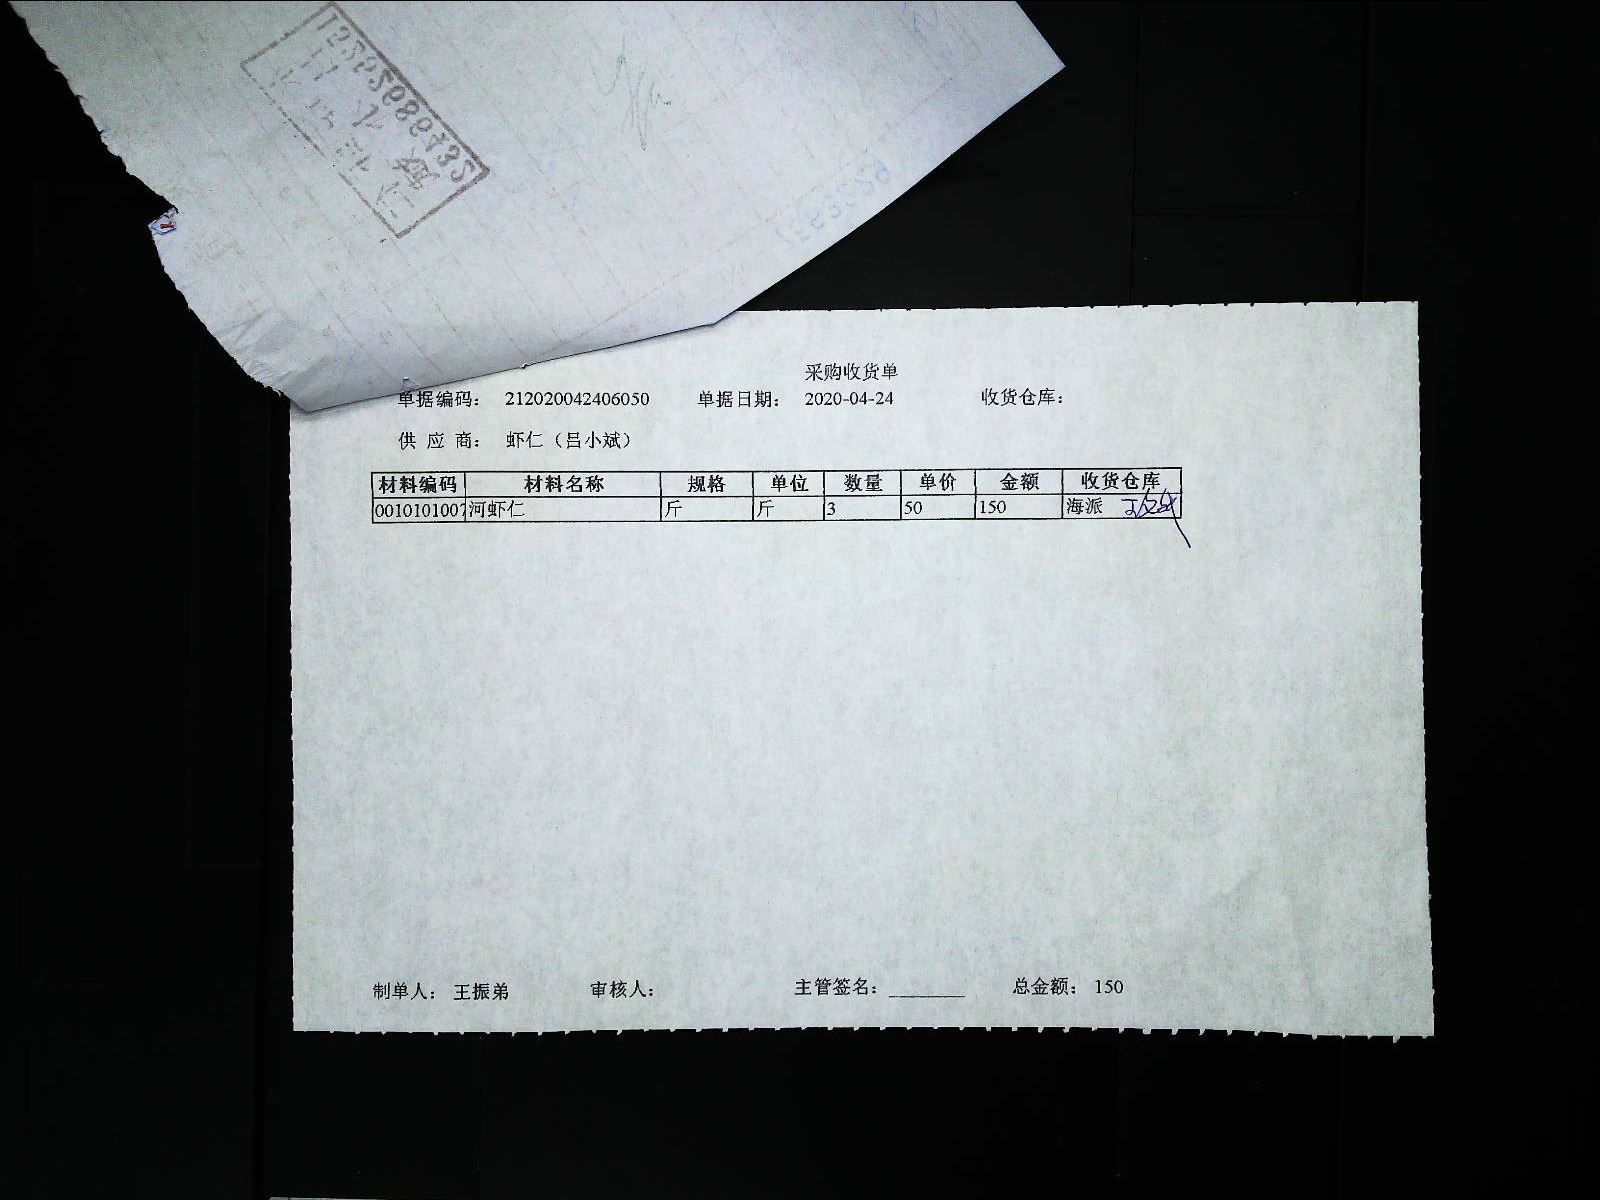 采购收货单
单据编码： 212020042406050 单据日期： 2020-04-24 收货仓库：
供 应 商： 虾仁（吕小斌）
材料编码 材料名称 规格 单位 数量 单价 金额 收货仓库
0010101007 河虾仁 斤 斤 3 50 150 海派
制单人： 王振弟 审核人： 主管签名：________ 总金额： 150